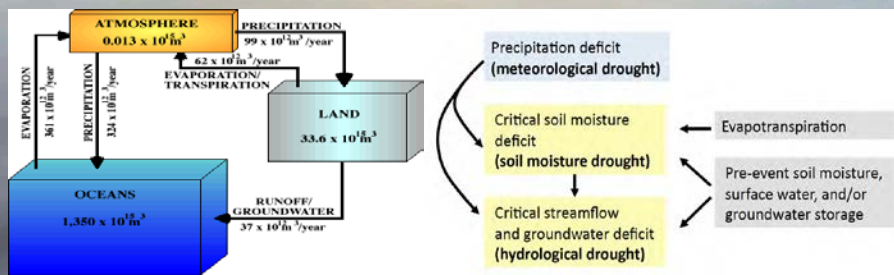 ATMOSPHERE
0.013 x 10¹⁵m³
PRECIPITATION
99 x 10¹²m³/year
62 x 10¹²m³/year
EVAPORATION/
TRANSPIRATION
EVAPORATION
361 x 10¹²m³/year
PRECIPITATION
324 x 10¹²m³/year
LAND
33.6 x 10¹⁵m³
OCEANS
1,350 x 10¹⁵m³
RUNOFF/
GROUNDWATER
37 x 10¹²m³/year
Precipitation deficit
(meteorological drought)
Critical soil moisture
deficit
(soil moisture drought)
Critical streamflow
and groundwater deficit
(hydrological drought)
Evapotranspiration
Pre-event soil moisture,
surface water, and/or
groundwater storage